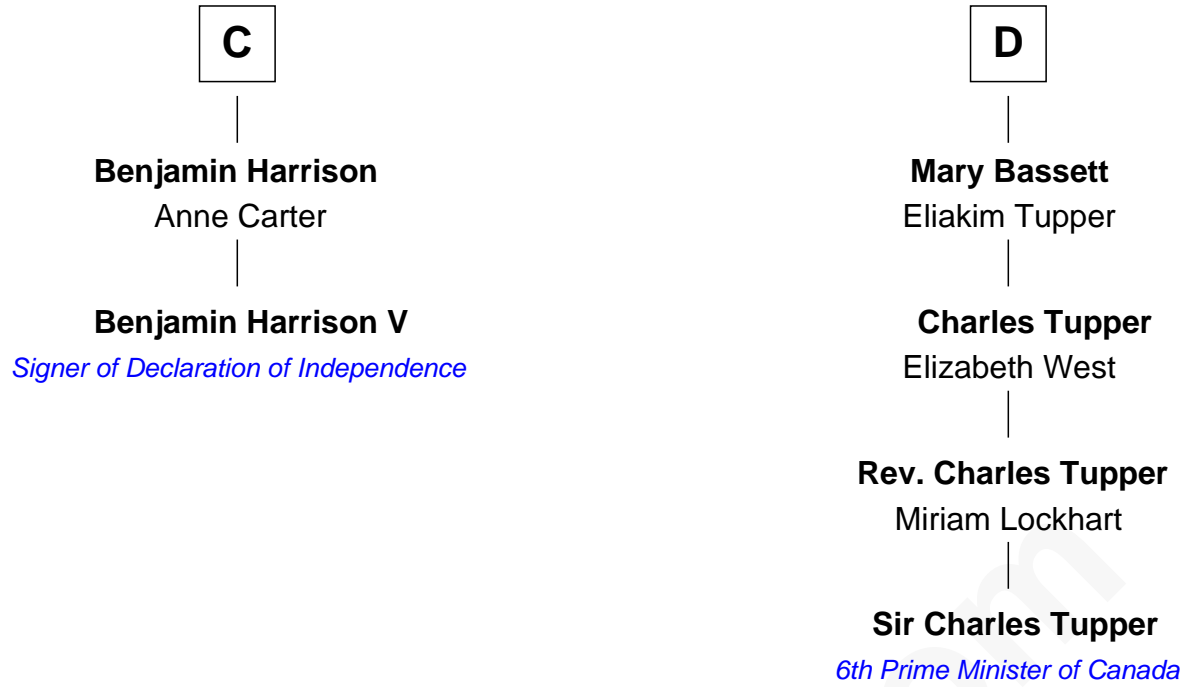 C
Benjamin Harrison
Anne Carter
Benjamin Harrison V
Signer of Declaration of Independence
D
Mary Bassett
Eliakim Tupper
Charles Tupper
Elizabeth West
Rev. Charles Tupper
Miriam Lockhart
Sir Charles Tupper
6th Prime Minister of Canada